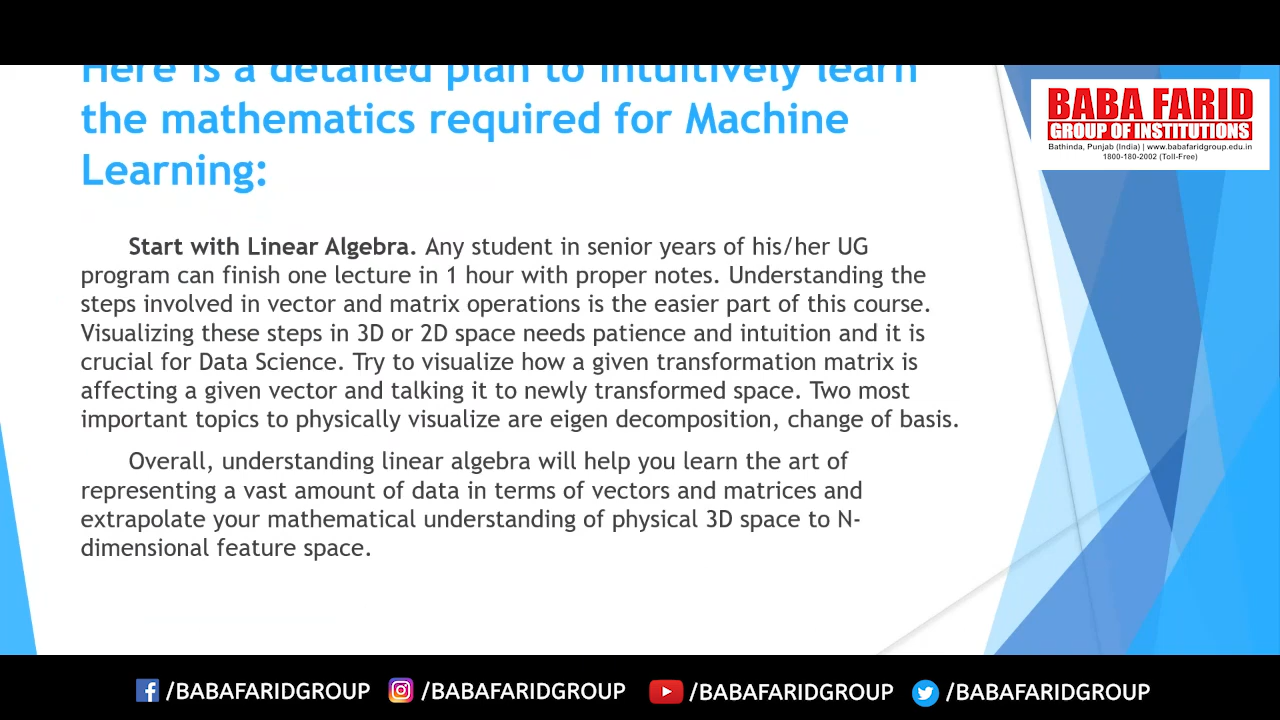 Here is a detailed plan to intuitively learn
the mathematics required for Machine
Learning:
BABA FARID
GROUP OF INSTITUTIONS
Bathinda, Punjab (India) | www.babafaridgroup.edu.in
1800-180-2002 (Toll-Free)
Start with Linear Algebra. Any student in senior years of his/her UG
program can finish one lecture in 1 hour with proper notes. Understanding the
steps involved in vector and matrix operations is the easier part of this course.
Visualizing these steps in 3D or 2D space needs patience and intuition and it is
crucial for Data Science. Try to visualize how a given transformation matrix is
affecting a given vector and talking it to newly transformed space. Two most
important topics to physically visualize are eigen decomposition, change of basis.
Overall, understanding linear algebra will help you learn the art of
representing a vast amount of data in terms of vectors and matrices and
extrapolate your mathematical understanding of physical 3D space to N-
dimensional feature space.
/BABAFARIDGROUP /BABAFARIDGROUP /BABAFARIDGROUP /BABAFARIDGROUP